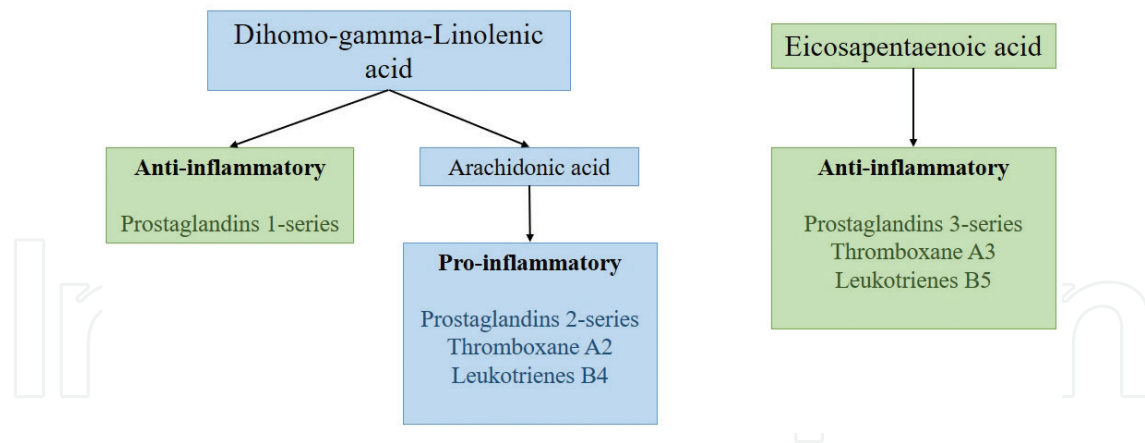 Dihomo-gamma-Linolenic
acid
Eicosapentaenoic acid
Anti-inflammatory
Prostaglandins 1-series
Arachidonic acid
Pro-inflammatory
Prostaglandins 2-series
Thromboxane A2
Leukotrienes B4
Anti-inflammatory
Prostaglandins 3-series
Thromboxane A3
Leukotrienes B5